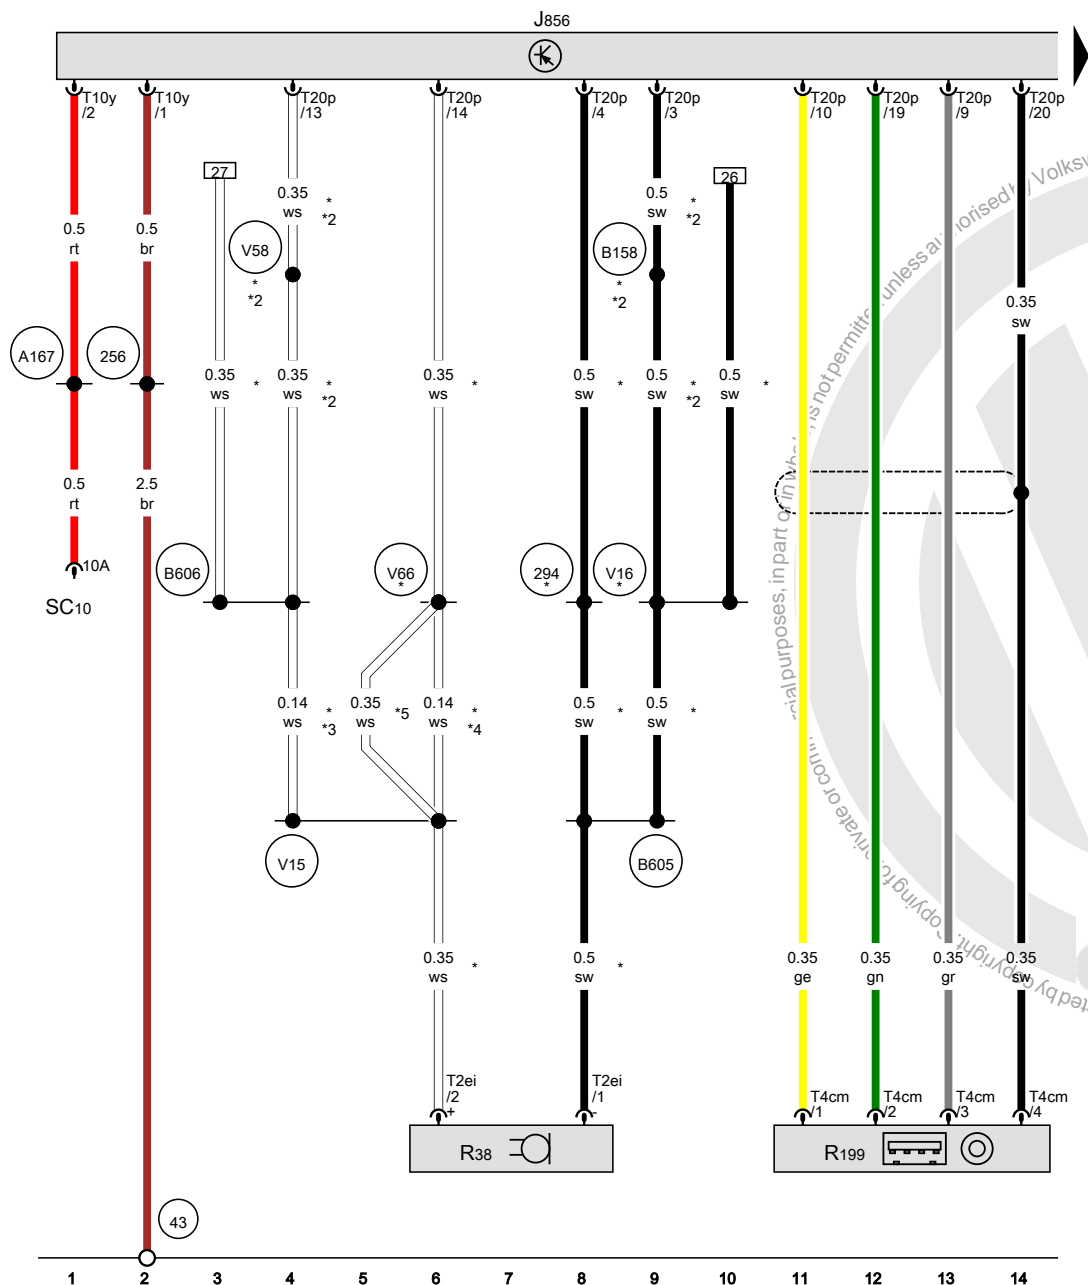 J856
T10y /2
T10y /1
T20p /13
T20p /14
T20p /4
T20p /3
T20p /10
T20p /19
T20p /9
T20p /20
27
26
0.35 ws * *2
0.5 sw * *2
0.5 rt
0.5 br
V58 * *2
B158 * *2
0.35 sw
A167
256
0.35 ws *
0.35 ws * *2
0.35 ws *
0.5 sw *
0.5 sw * *2
0.5 sw *
0.5 rt
2.5 br
10A
SC10
B606
V66 *
294 *
V16 *
0.14 ws * *3
0.35 ws *5
0.14 ws * *4
0.5 sw *
0.5 sw *
V15
B605
0.35 ws *
0.5 sw *
0.35 ge
0.35 gn
0.35 gr
0.35 sw
T2ei /2 +
T2ei /1 -
T4cm /1
T4cm /2
T4cm /3
T4cm /4
R38
R199
43
1 2 3 4 5 6 7 8 9 10 11 12 13 14